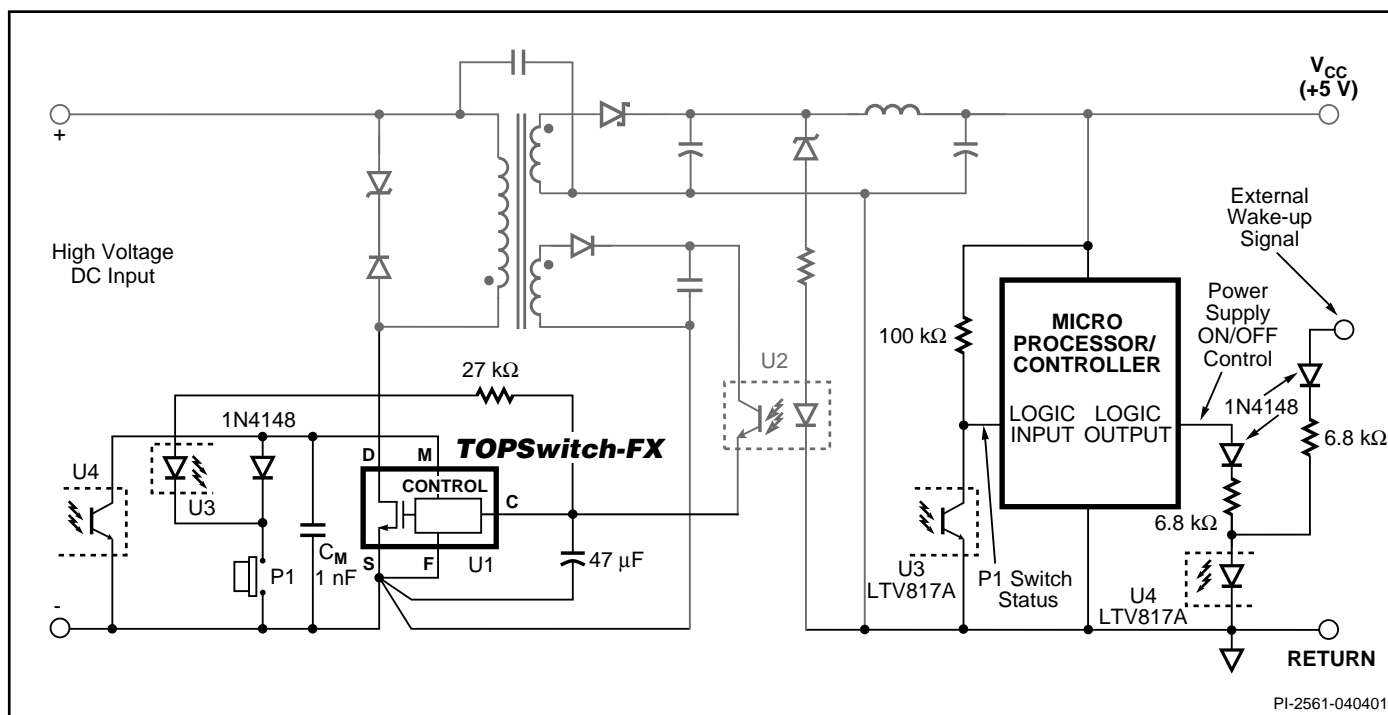 V_CC
(+5 V)
+
High Voltage
DC Input
External
Wake-up
Signal
Power
Supply
ON/OFF
Control
100 kΩ
MICRO
PROCESSOR/
CONTROLLER
LOGIC
INPUT
LOGIC
OUTPUT
1N4148
6.8 kΩ
6.8 kΩ
U2
27 kΩ
1N4148
TOPSwitch-FX
U4
U3
D
M
CONTROL
C
S
F
U1
C_M
1 nF
P1
47 µF
-
U3
LTV817A
P1 Switch
Status
U4
LTV817A
RETURN
PI-2561-040401